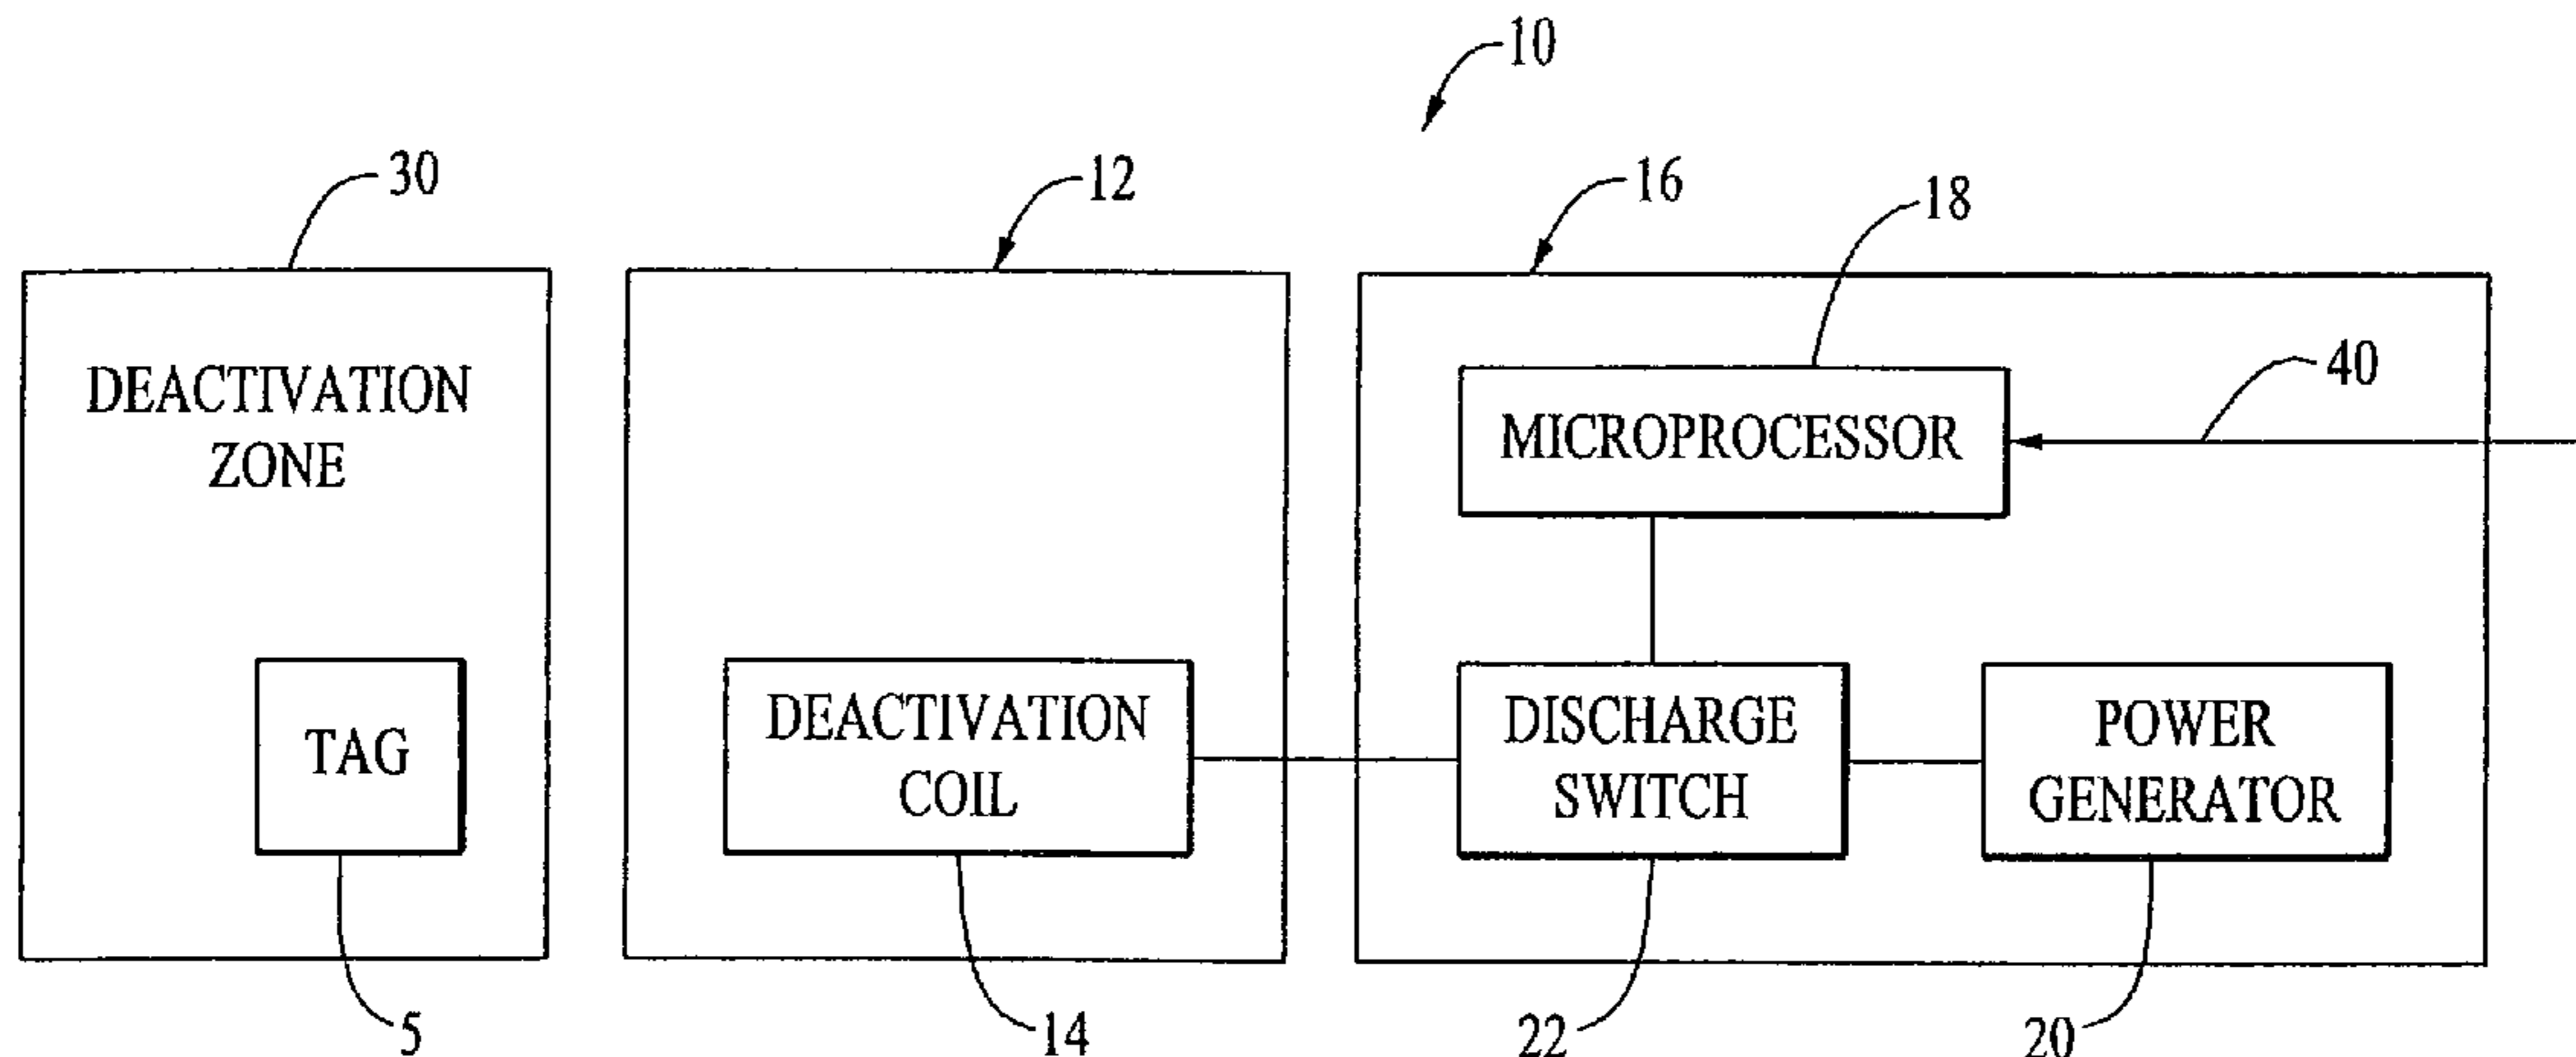 10
30
12
16
18
40
DEACTIVATION
ZONE
MICROPROCESSOR
TAG
DEACTIVATION
COIL
DISCHARGE
SWITCH
POWER
GENERATOR
5
14
22
20